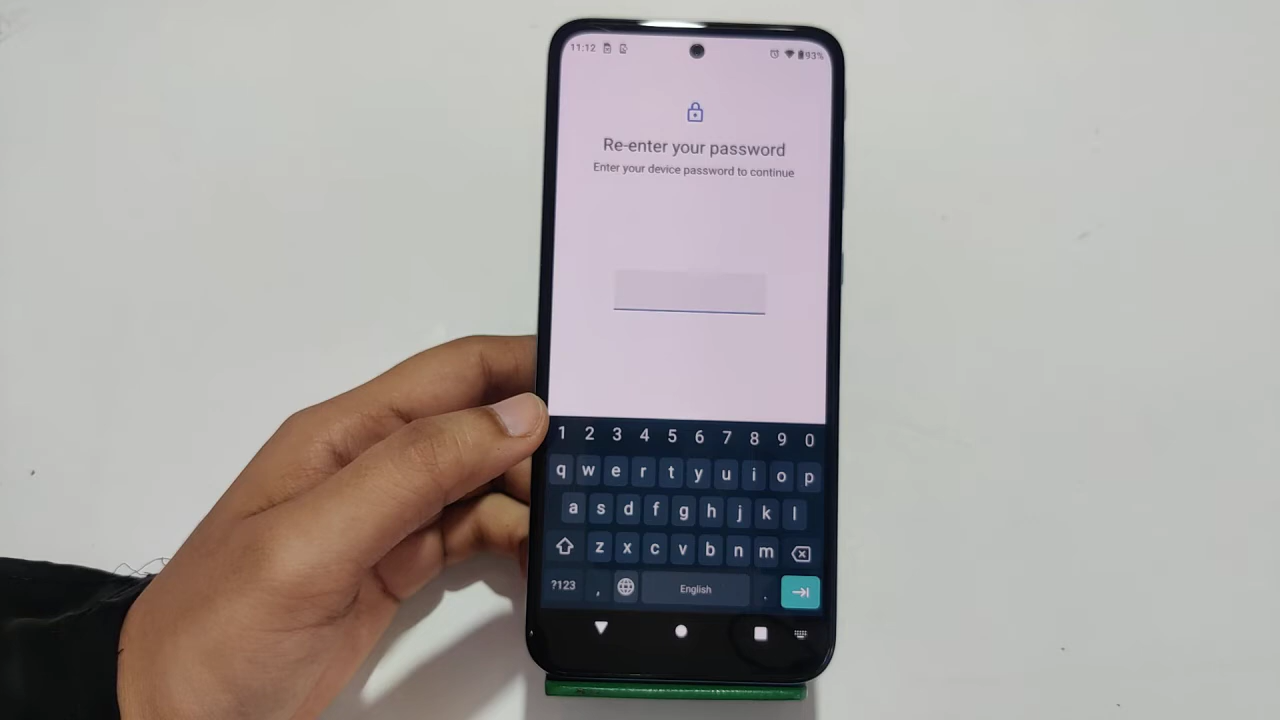 11:12 93%
Re-enter your password
Enter your device password to continue
1 2 3 4 5 6 7 8 9 0
q w e r t y u i o p
a s d f g h j k l
z x c v b n m
?123 , English .